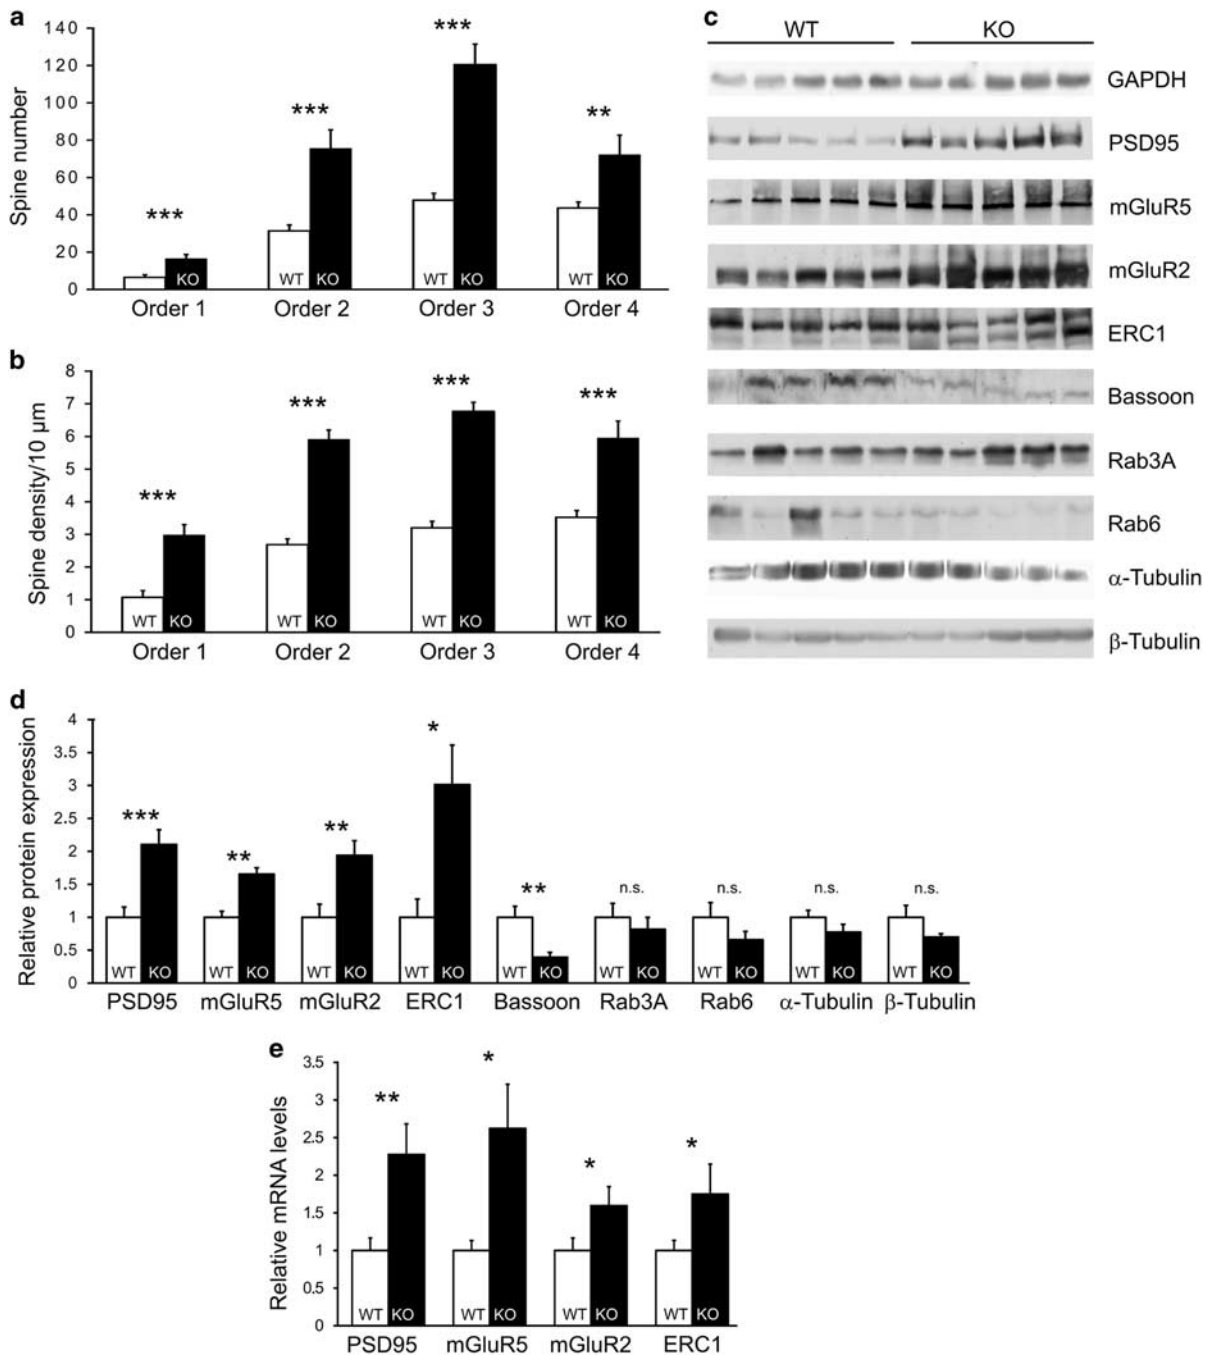 a
Spine number
140
120
100
80
60
40
20
0
***
***
***
**
KO
WT KO
WT KO
WT KO
Order 1 Order 2 Order 3 Order 4
b
Spine density/10 µm
8
7
6
5
4
3
2
1
0
***
***
***
***
WT KO
WT KO
WT KO
WT KO
Order 1 Order 2 Order 3 Order 4
c
WT KO
GAPDH
PSD95
mGluR5
mGluR2
ERC1
Bassoon
Rab3A
Rab6
α-Tubulin
β-Tubulin
d
Relative protein expression
4
3.5
3
2.5
2
1.5
1
0.5
0
***
**
**
*
**
n.s.
n.s.
n.s.
n.s.
WT KO
WT KO
WT KO
WT KO
WT KO
WT KO
WT KO
WT KO
WT KO
PSD95 mGluR5 mGluR2 ERC1 Bassoon Rab3A Rab6 α-Tubulin β-Tubulin
e
Relative mRNA levels
3.5
3
2.5
2
1.5
1
0.5
0
**
*
*
*
WT KO
WT KO
WT KO
WT KO
PSD95 mGluR5 mGluR2 ERC1